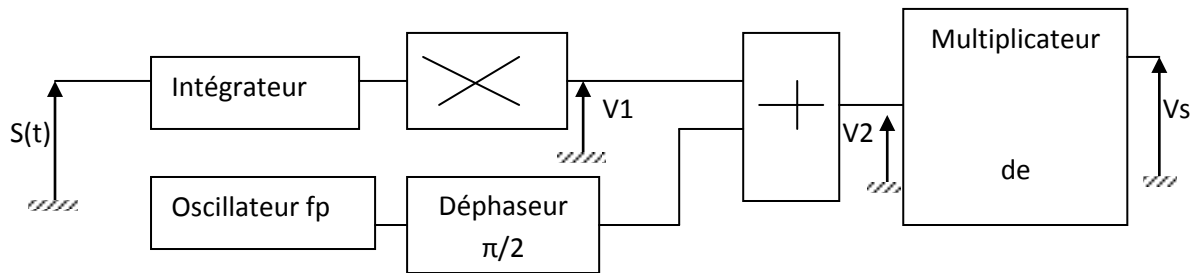 Multiplicateur
de
Intégrateur
S(t)
V1
V2
Vs
Oscillateur fp
Déphaseur
π/2